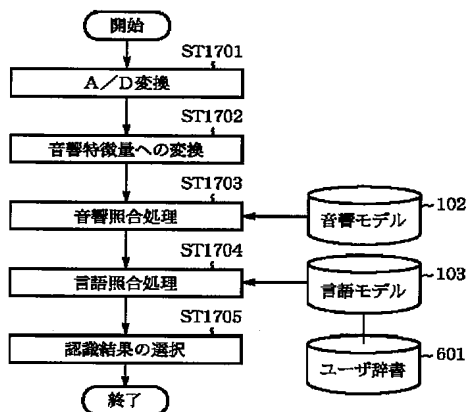 開始
ST1701
A／D変換
ST1702
音響特徴量への変換
ST1703
音響照合処理
音響モデル
102
ST1704
言語照合処理
言語モデル
103
ST1705
認識結果の選択
ユーザ辞書
601
終了